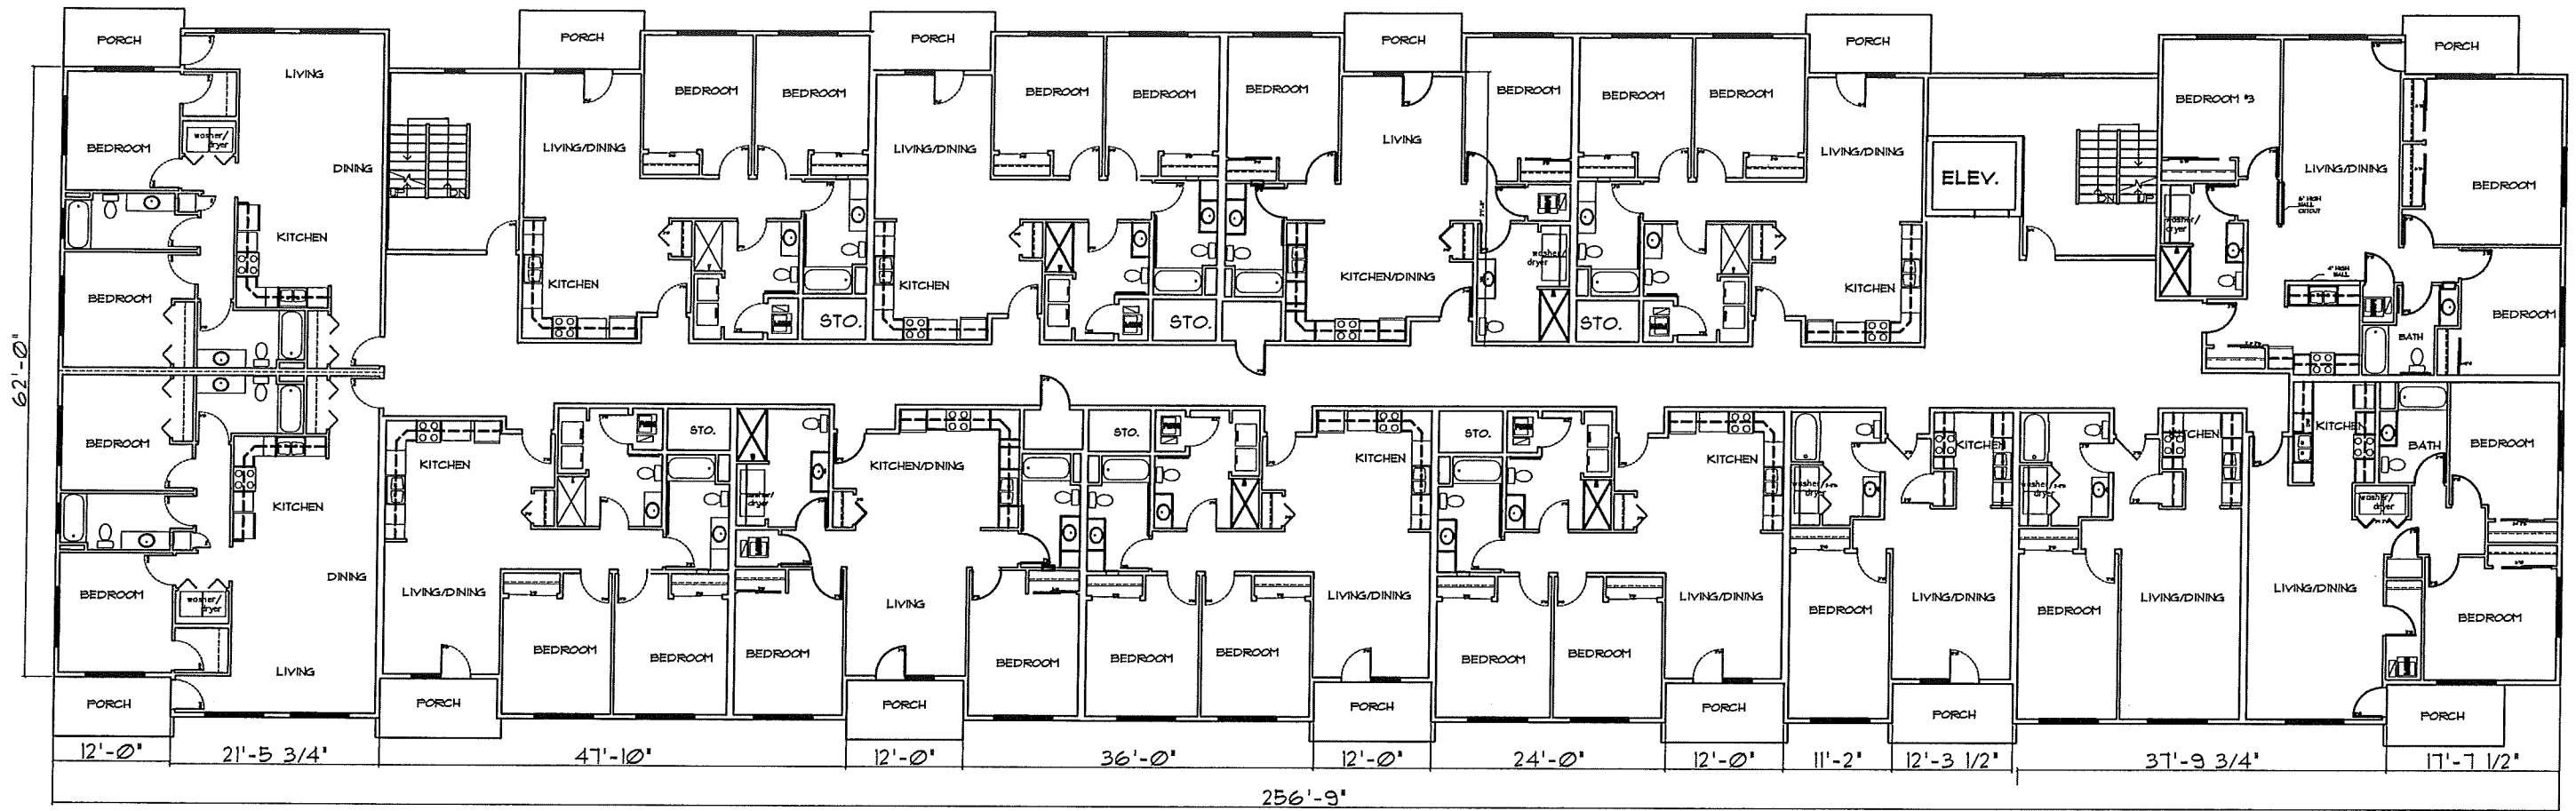 PORCH
PORCH
PORCH
PORCH
PORCH
PORCH
LIVING
BEDROOM
BEDROOM
BEDROOM
BEDROOM
BEDROOM
BEDROOM
BEDROOM
BEDROOM
BEDROOM #3
washer/
dryer
BEDROOM
DINING
LIVING/DINING
LIVING/DINING
LIVING
LIVING/DINING
LIVING/DINING
BEDROOM
ELEV.
DN
DN
UP
washer/
dryer
KITCHEN
washer/
dryer
BEDROOM
KITCHEN
KITCHEN
KITCHEN/DINING
KITCHEN
BEDROOM
STO.
STO.
STO.
BATH
62'-0"
BEDROOM
KITCHEN
STO.
KITCHEN/DINING
STO.
KITCHEN
STO.
KITCHEN
KITCHEN
KITCHEN
KITCHEN
BATH
BEDROOM
KITCHEN
washer/
dryer
washer/
dryer
washer/
dryer
washer/
dryer
DINING
BEDROOM
washer/
dryer
LIVING/DINING
LIVING
LIVING/DINING
LIVING/DINING
BEDROOM
LIVING/DINING
BEDROOM
LIVING/DINING
LIVING/DINING
BEDROOM
LIVING
BEDROOM
BEDROOM
BEDROOM
BEDROOM
BEDROOM
BEDROOM
BEDROOM
BEDROOM
PORCH
PORCH
PORCH
PORCH
PORCH
PORCH
PORCH
12'-0" 21'-5 3/4" 47'-10" 12'-0" 36'-0" 12'-0" 24'-0" 12'-0" 11'-2" 12'-3 1/2" 37'-9 3/4" 17'-7 1/2"
256'-9"